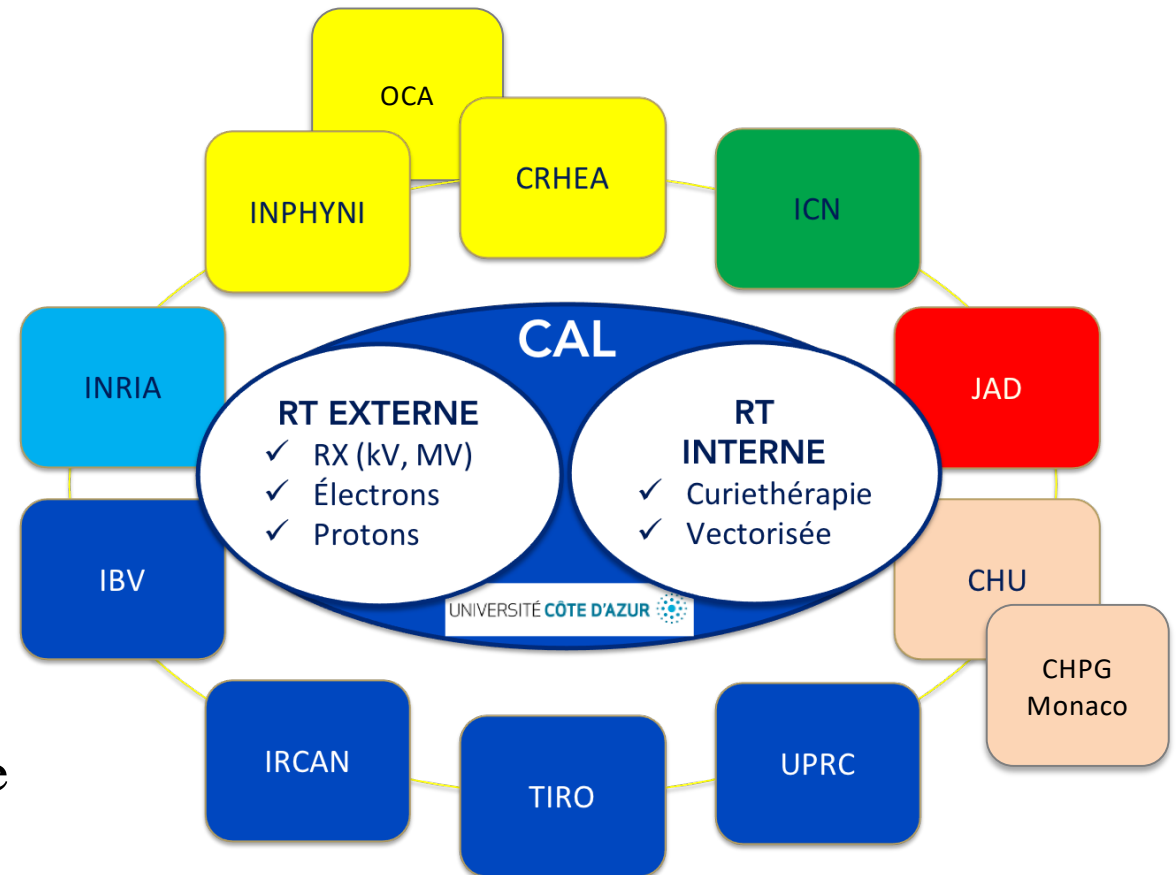 OCA
CRHEA
INPHYNI
ICN
INRIA
JAD
CAL
RT EXTERNE
✓ RX (kV, MV)
✓ Électrons
✓ Protons
RT
INTERNE
✓ Curiethérapie
✓ Vectorisée
UNIVERSITÉ CÔTE D'AZUR
IBV
CHU
CHPG
Monaco
IRCAN
TIRO
UPRC
e